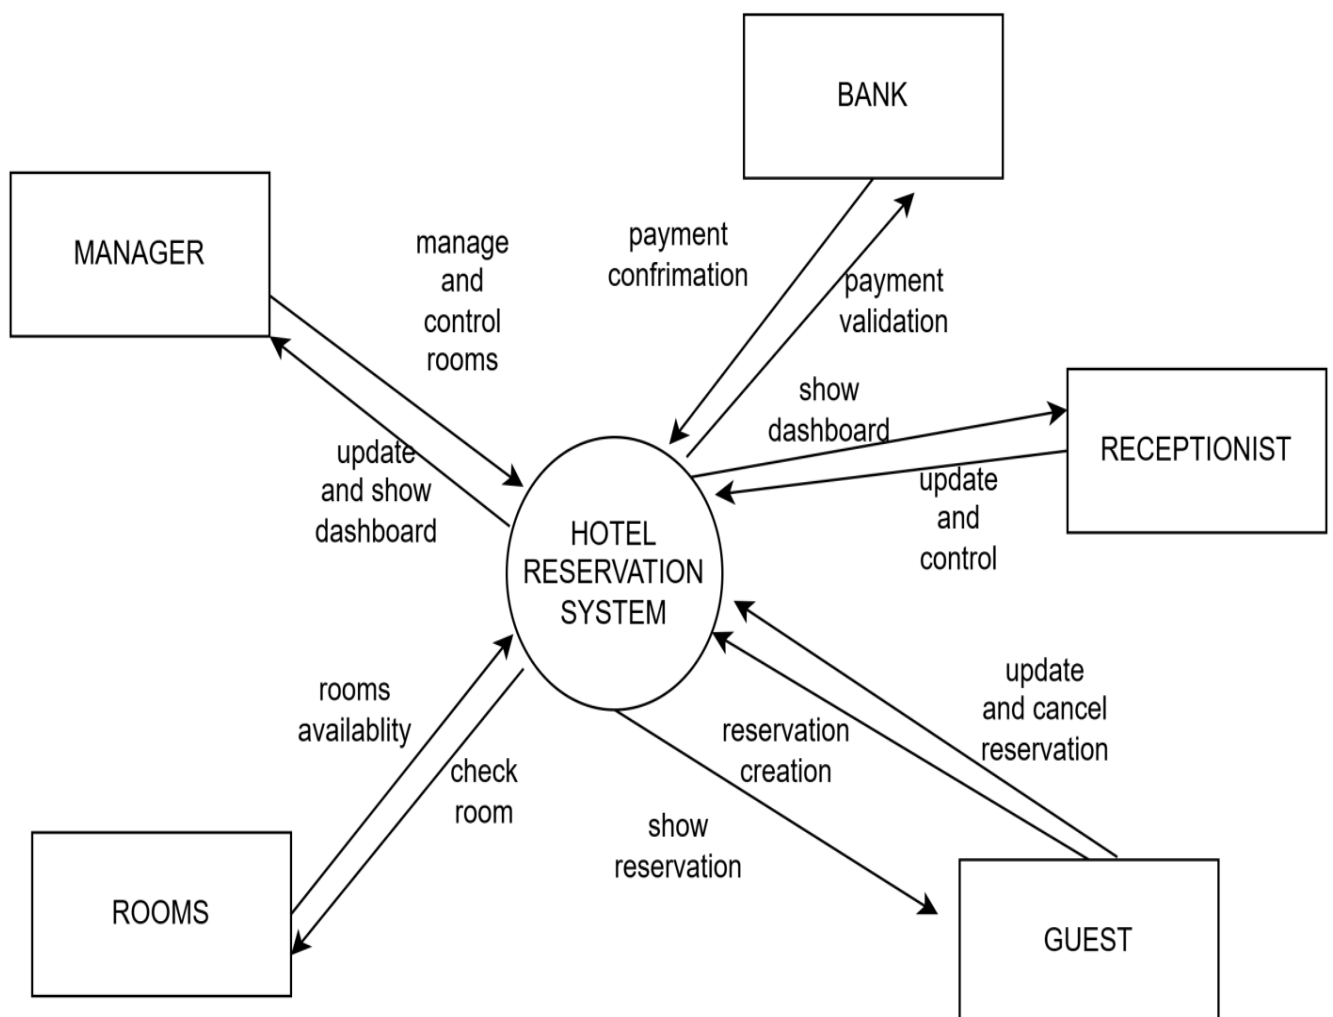 BANK
MANAGER
manage
and
control
rooms
payment
confrimation
payment
validation
show
dashboard
RECEPTIONIST
update
and show
dashboard
update
and
control
HOTEL
RESERVATION
SYSTEM
rooms
availablity
check
room
reservation
creation
update
and cancel
reservation
show
reservation
ROOMS
GUEST